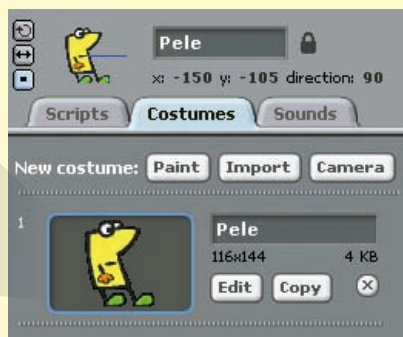 Pele
x: -150 y: -105 direction: 90
Scripts Costumes Sounds
New costume: Paint Import Camera
1
Pele
116x144 4 KB
Edit Copy